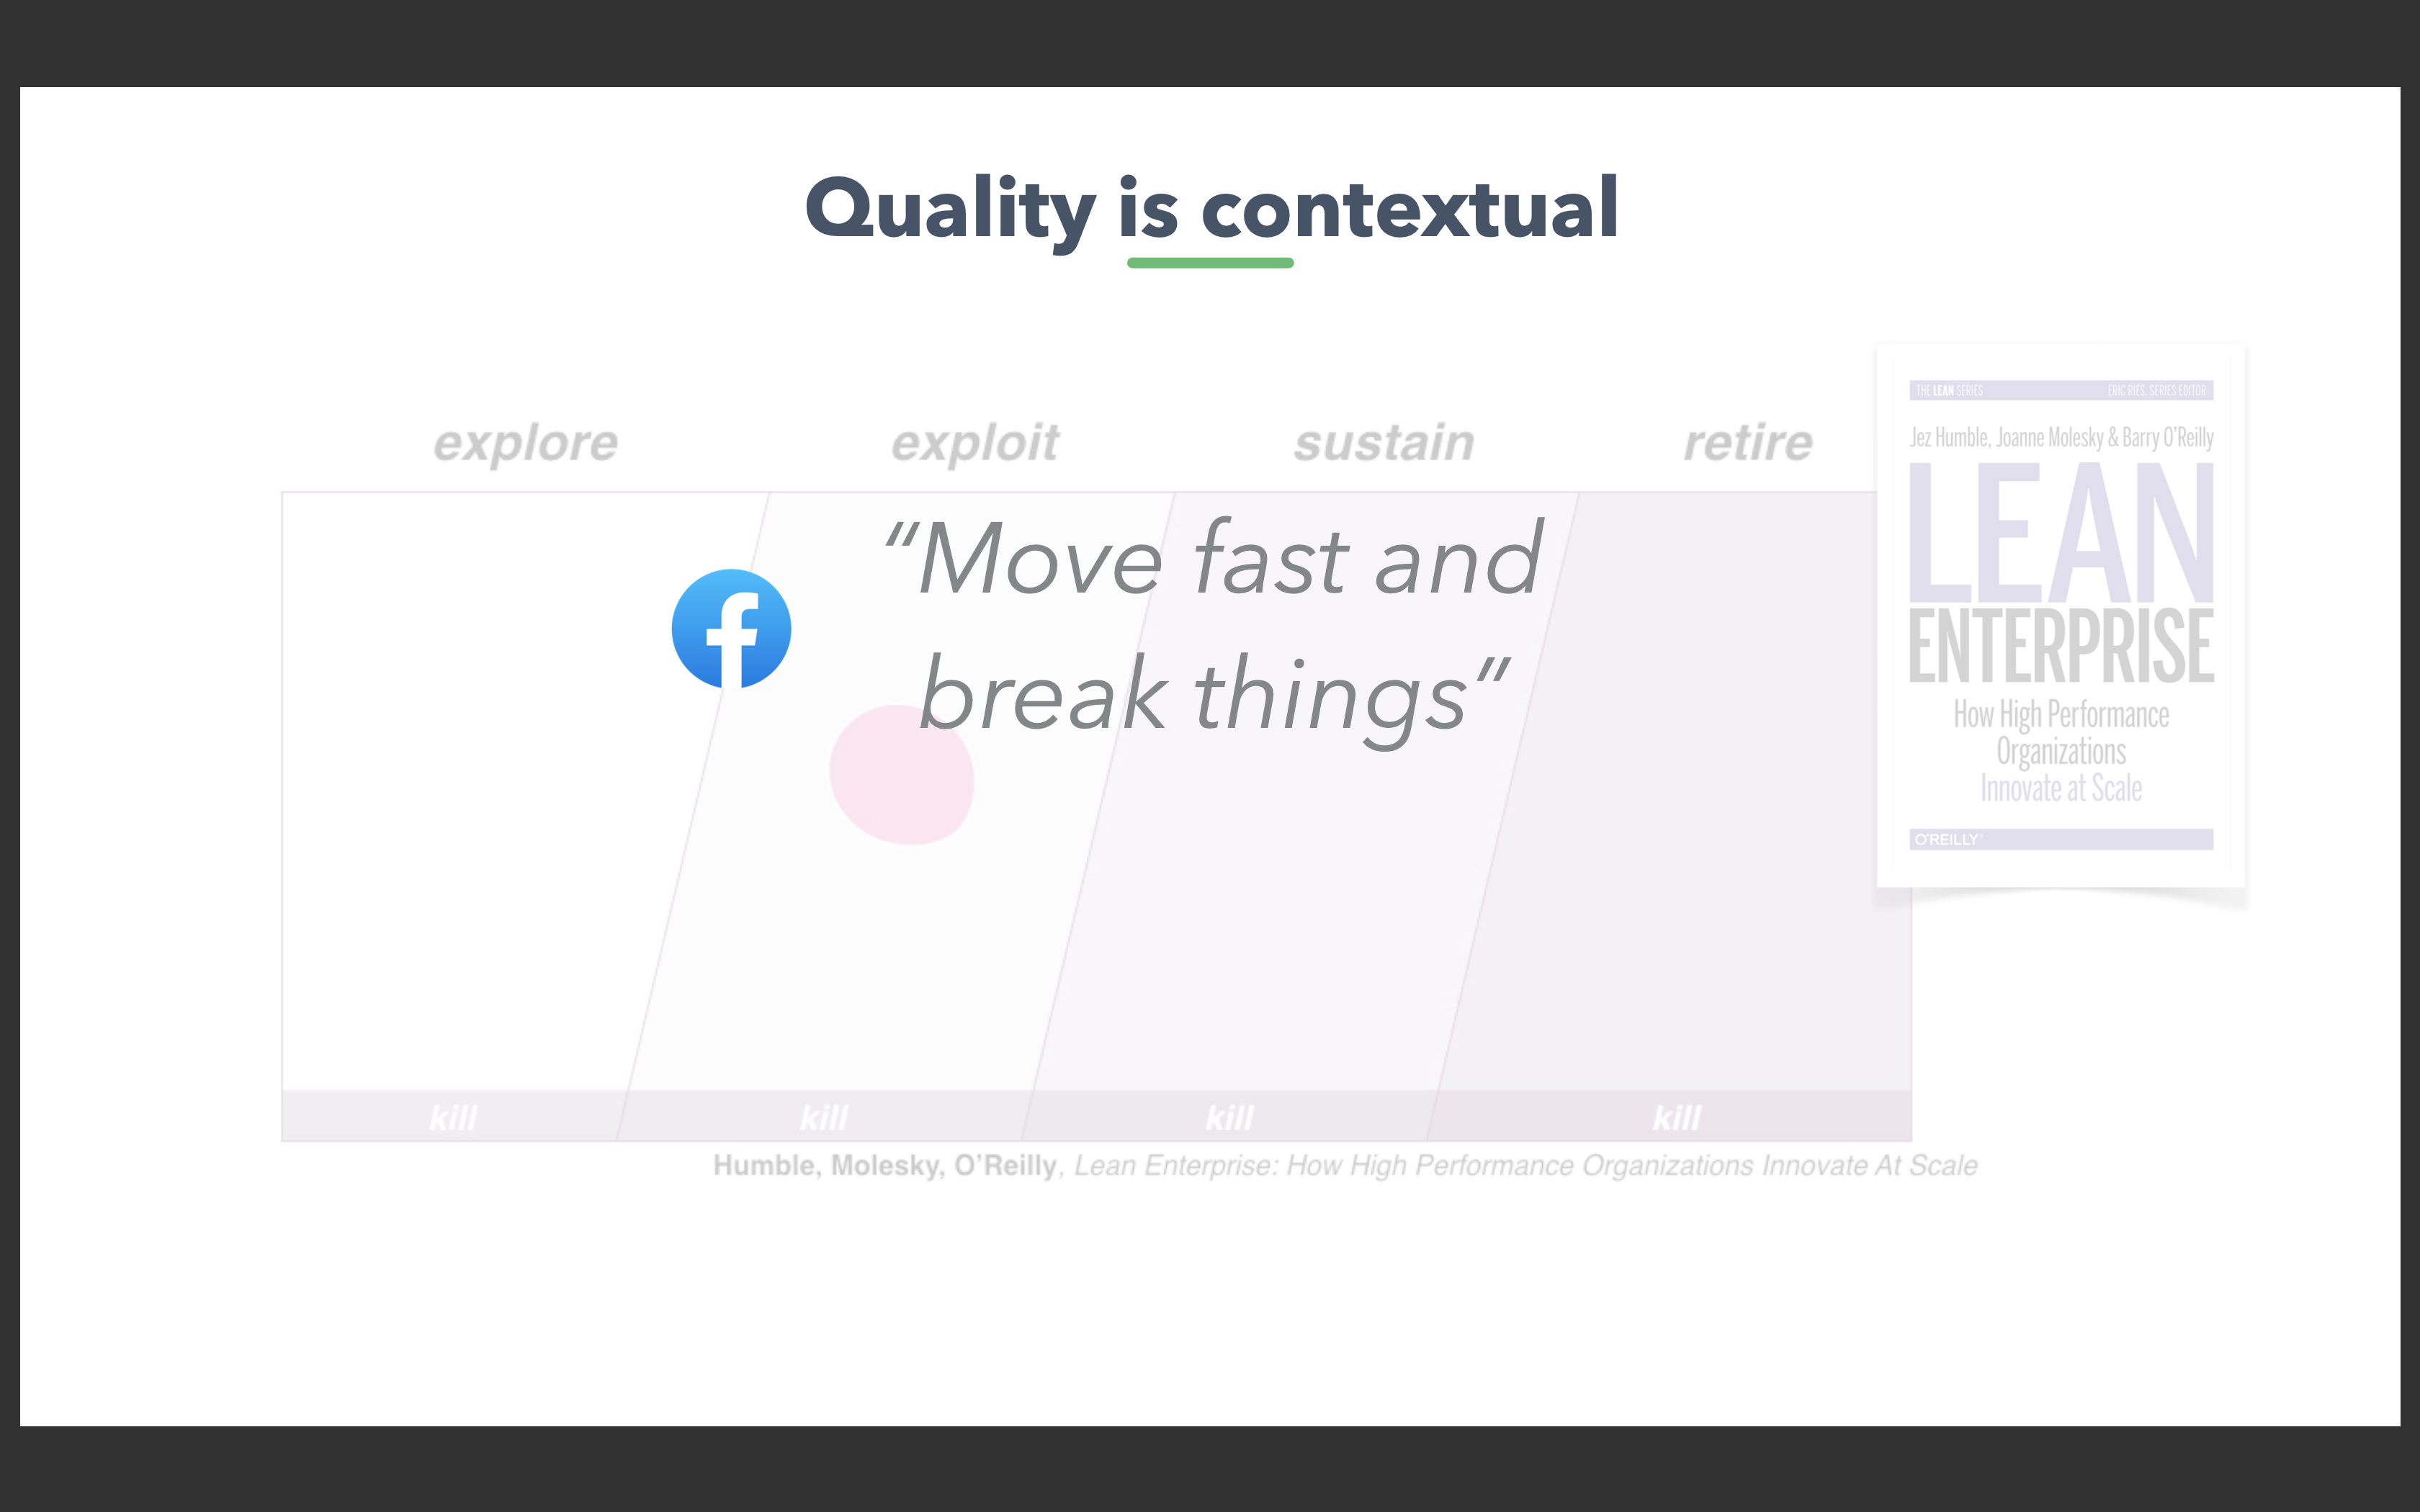 Quality is contextual
explore exploit sustain retire
“Move fast and
break things”
THE LEAN SERIES ERIC RIES, SERIES EDITOR
Jez Humble, Joanne Molesky & Barry O’Reilly
LEAN
ENTERPRISE
How High Performance
Organizations
Innovate at Scale
O'REILLY
kill kill kill kill
Humble, Molesky, O’Reilly, Lean Enterprise: How High Performance Organizations Innovate At Scale